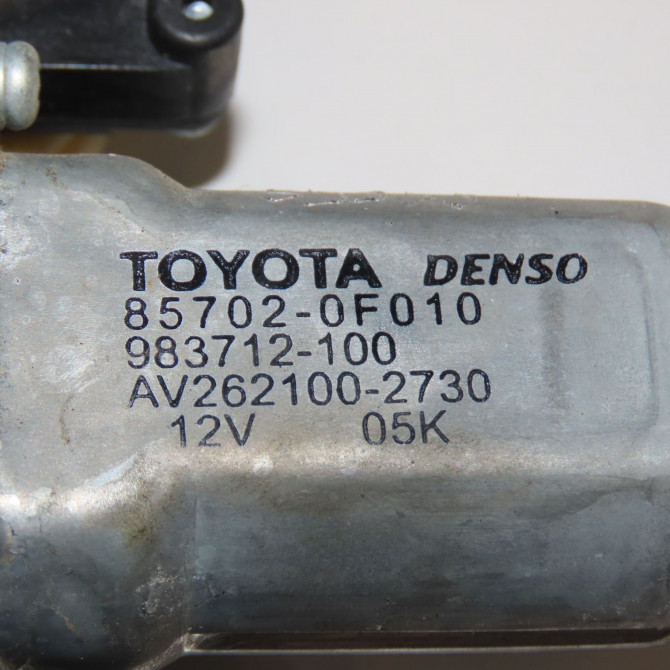 TOYOTA DENSO
85702-0F010
983712-100
AV262100-2730
12V 05K